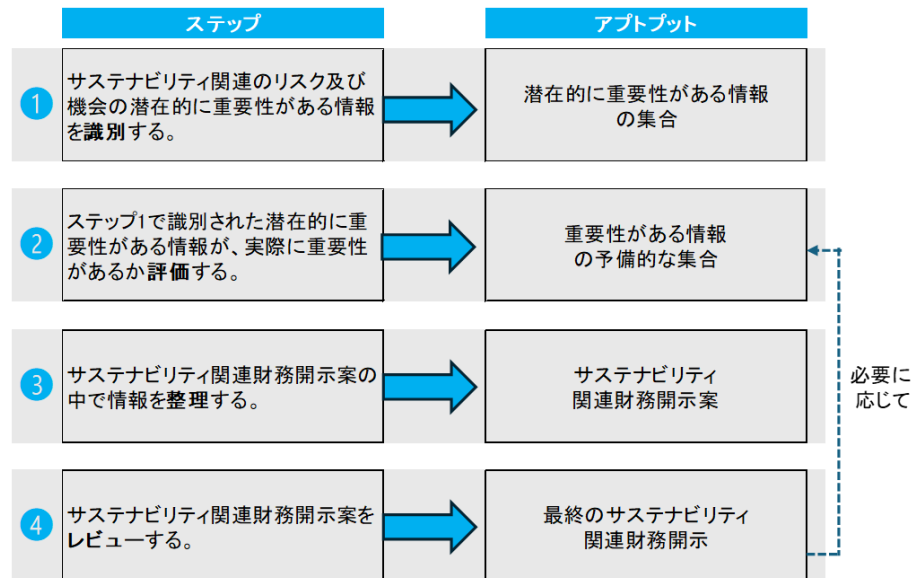 ステップ
アプトプット
1
サステナビリティ関連のリスク及び
機会の潜在的に重要性がある情報
を識別する。
潜在的に重要性がある情報
の集合
2
ステップ1で識別された潜在的に重
要性がある情報が、実際に重要性
があるか評価する。
重要性がある情報
の予備的な集合
3
サステナビリティ関連財務開示案の
中で情報を整理する。
サステナビリティ
関連財務開示案
必要に
応じて
4
サステナビリティ関連財務開示案を
レビューする。
最終のサステナビリティ
関連財務開示